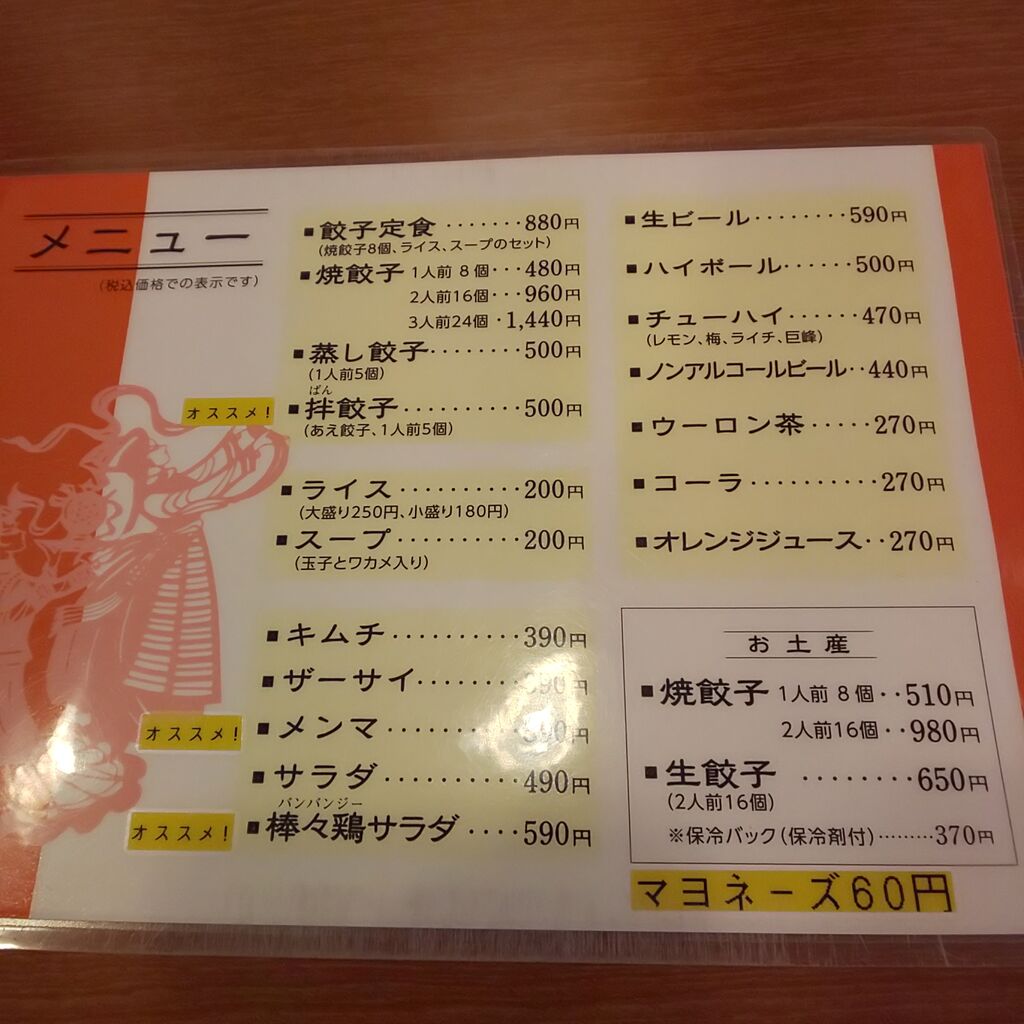 メニュー
(税込価格での表示です)
■餃子定食 ‥‥‥‥880円
(焼餃子8個、ライス、スープのセット)
■焼餃子 1人前 8個‥‥480円
2人前16個‥‥960円
3人前24個・1,440円
■蒸し餃子‥‥‥‥500円
(1人前5個)
ばん
オススメ! ■拌餃子‥‥‥‥‥500円
(あえ餃子、1人前5個)
■ライス‥‥‥‥‥200円
(大盛り250円、小盛り180円)
■スープ‥‥‥‥‥200円
(玉子とワカメ入り)
■キムチ‥‥‥‥‥390円
■ザーサイ‥‥‥‥390円
オススメ! ■メンマ‥‥‥‥‥390円
■サラダ‥‥‥‥‥490円
バンバンジー
オススメ! ■棒々鶏サラダ‥‥590円
■生ビール‥‥‥‥590円
■ハイボール‥‥‥500円
■チューハイ‥‥‥470円
(レモン、梅、ライチ、巨峰)
■ノンアルコールビール‥440円
■ウーロン茶‥‥‥270円
■コーラ‥‥‥‥‥270円
■オレンジジュース‥270円
お土産
■焼餃子 1人前 8個‥510円
2人前16個‥980円
■生餃子 ‥‥‥‥650円
(2人前16個)
※保冷バック(保冷剤付)………370円
マヨネーズ60円